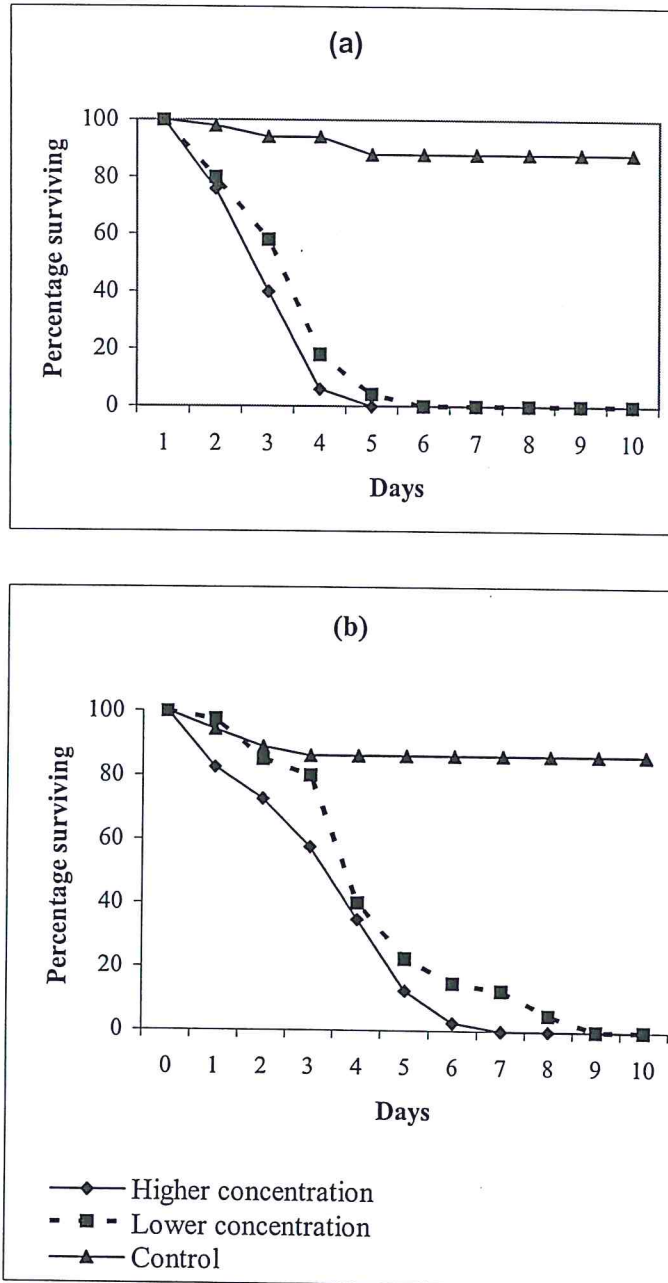 (a)
100
80
60
40
20
0
Percentage surviving
1 2 3 4 5 6 7 8 9 10
Days
(b)
100
80
60
40
20
0
Percentage surviving
0 1 2 3 4 5 6 7 8 9 10
Days
Higher concentration
Lower concentration
Control